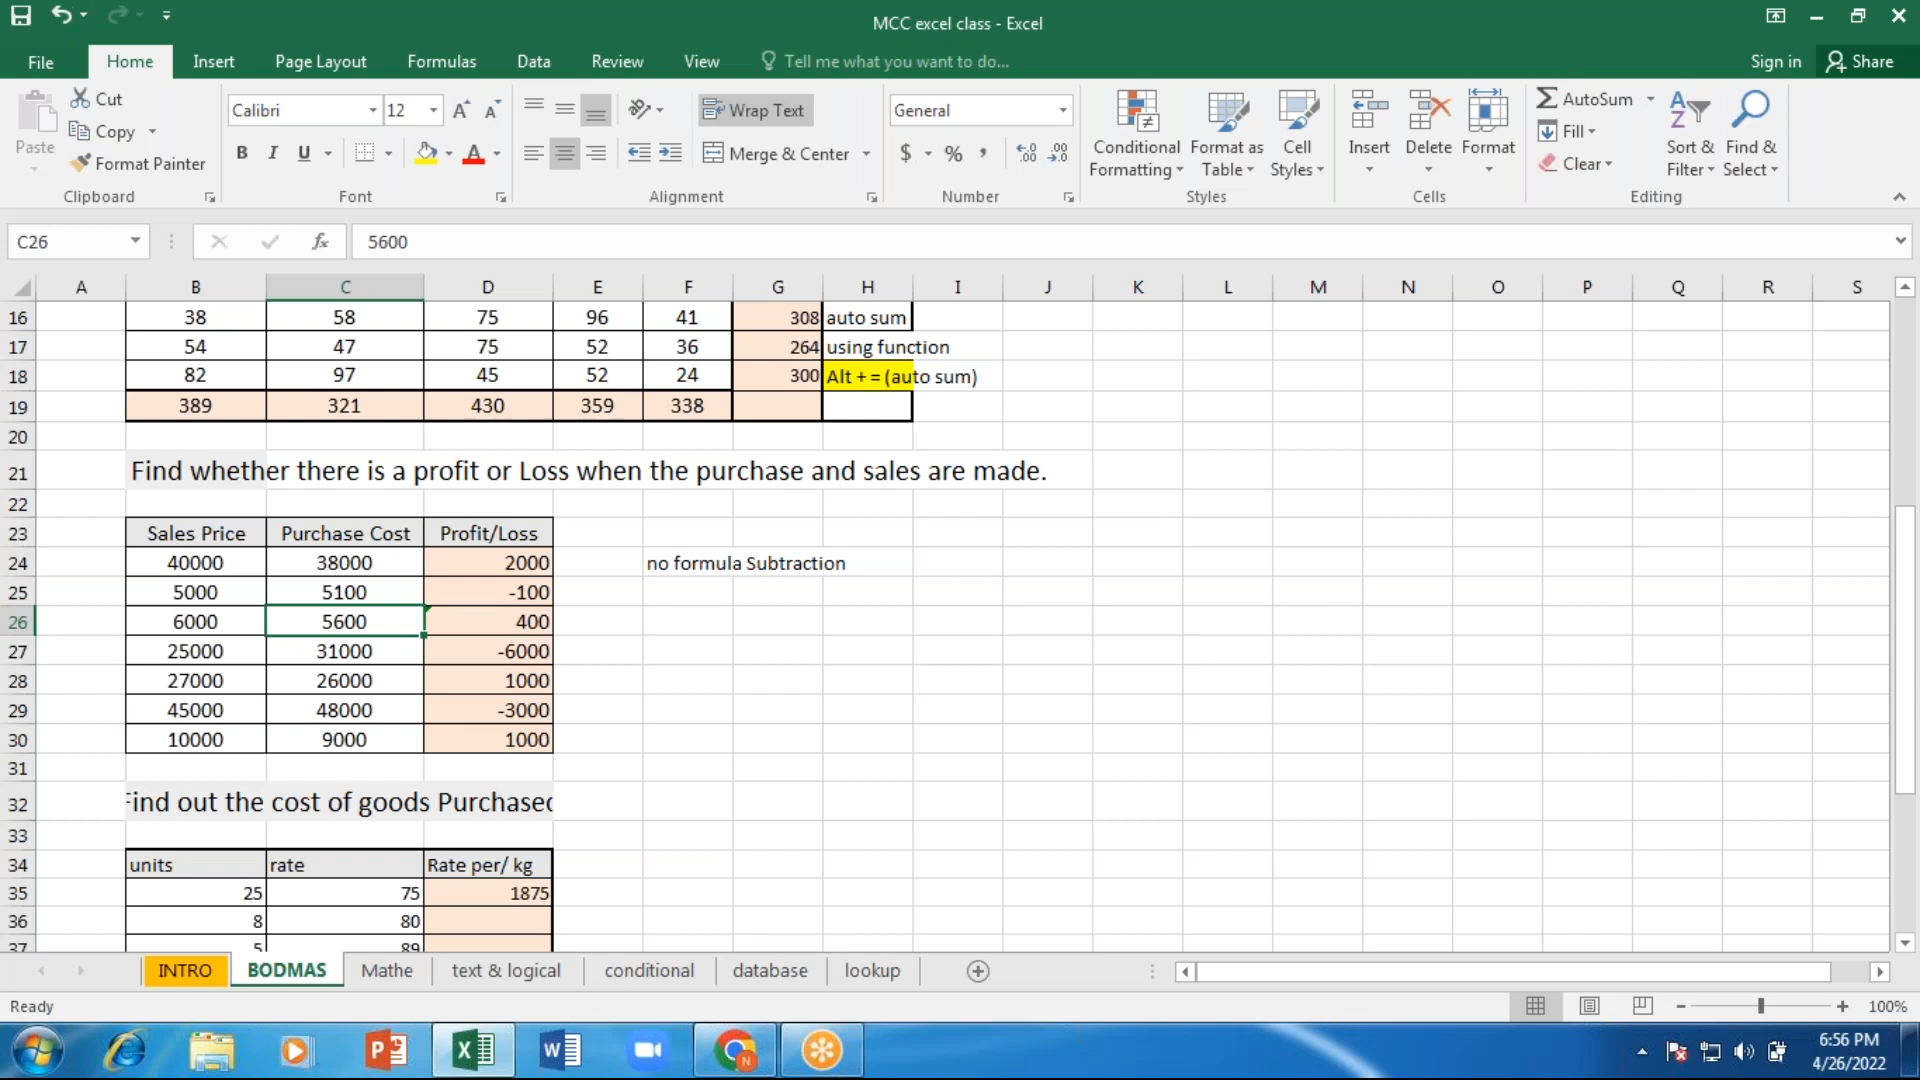 MCC excel class - Excel
File Home Insert Page Layout Formulas Data Review View Tell me what you want to do... Sign in Share
Paste Cut Copy Format Painter Clipboard
Calibri 12 A A B I U A Font
Wrap Text Merge & Center Alignment
General $ % , .00 .00 Number
Conditional Formatting Format as Table Cell Styles Styles
Insert Delete Format Cells
AutoSum Fill Clear Sort & Filter Find & Select Editing
C26 fx 5600
A B C D E F G H I J K L M N O P Q R S
16 38 58 75 96 41 308 auto sum
17 54 47 75 52 36 264 using function
18 82 97 45 52 24 300 Alt + = (auto sum)
19 389 321 430 359 338
20
21 Find whether there is a profit or Loss when the purchase and sales are made.
22
23 Sales Price Purchase Cost Profit/Loss
24 40000 38000 2000 no formula Subtraction
25 5000 5100 -100
26 6000 5600 400
27 25000 31000 -6000
28 27000 26000 1000
29 45000 48000 -3000
30 10000 9000 1000
31
32 Find out the cost of goods Purchased
33
34 units rate Rate per/ kg
35 25 75 1875
36 8 80
37 5 89
INTRO BODMAS Mathe text & logical conditional database lookup
Ready 100%
6:56 PM
4/26/2022